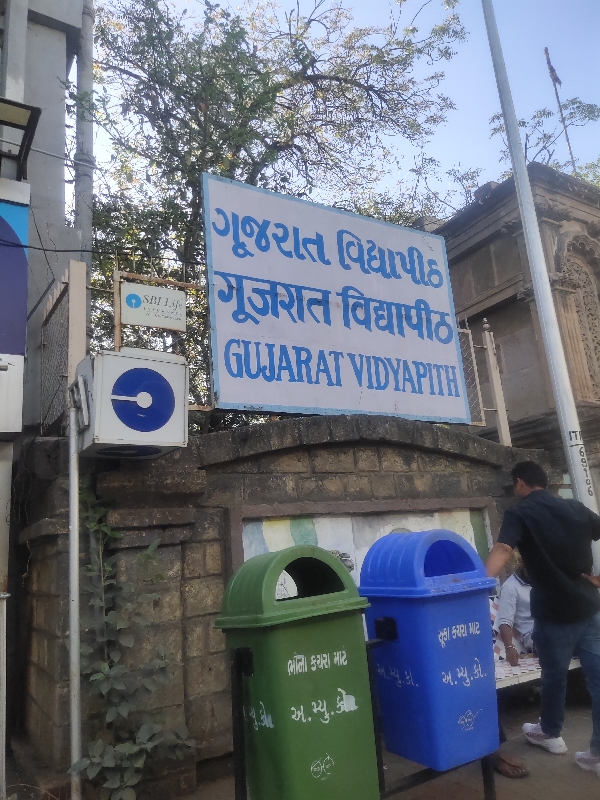 ગૂજરાત વિદ્યાપીઠ
गूजरात विद्यापीठ
GUJARAT VIDYAPITH
SBI Life
ભીના કચરા માટે
અ.મ્યુ.કો.
સૂકા કચરા માટે
અ.મ્યુ.કો.